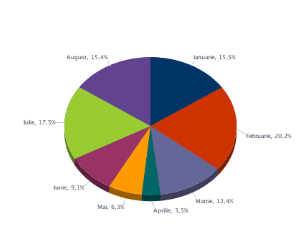 August, 15,4%
Ianuarie, 15,5%
Iulie, 17,5%
Februarie, 20,2%
Iunie, 9,1%
Martie, 12,4%
Mai, 6,3%
Aprilie, 3,5%